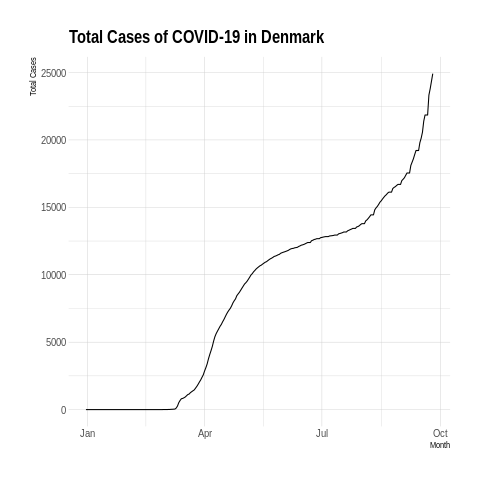 Total Cases of COVID-19 in Denmark
Total Cases
25000
20000
15000
10000
5000
0
Jan Apr Jul Oct
Month